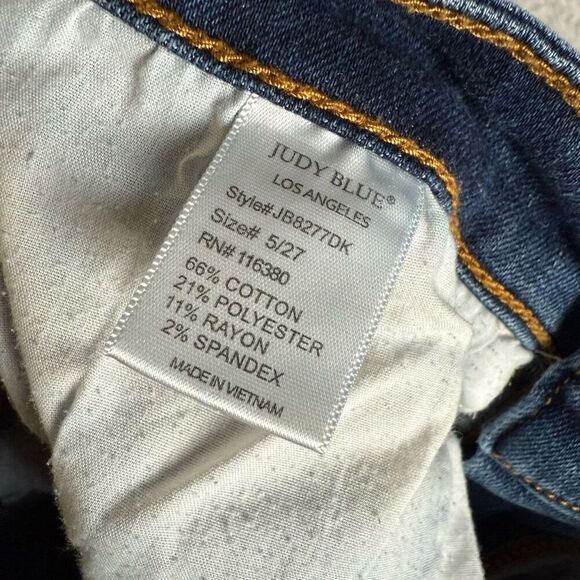 JUDY BLUE®
LOS ANGELES
Style# JB8277DK
Size# 5/27
RN# 116380
66% COTTON
21% POLYESTER
11% RAYON
2% SPANDEX
MADE IN VIETNAM